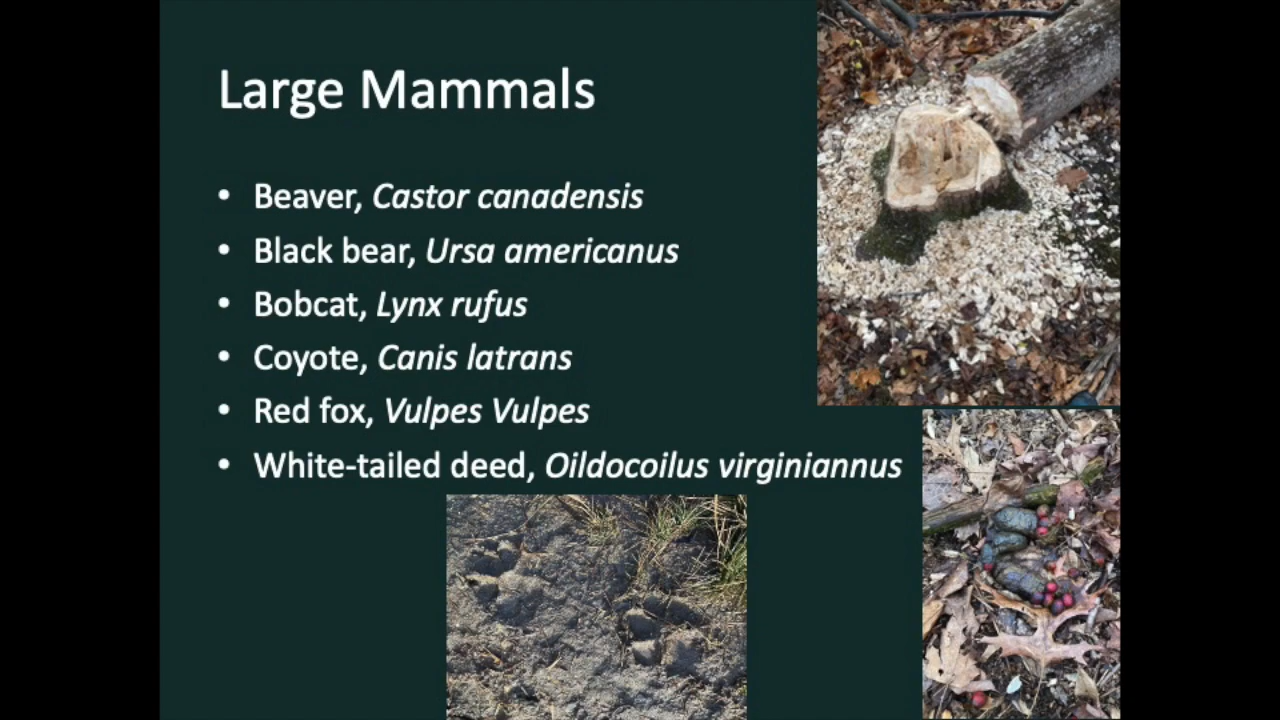 Large Mammals
• Beaver, Castor canadensis
• Black bear, Ursa americanus
• Bobcat, Lynx rufus
• Coyote, Canis latrans
• Red fox, Vulpes Vulpes
• White-tailed deed, Oildocoilus virginiannus